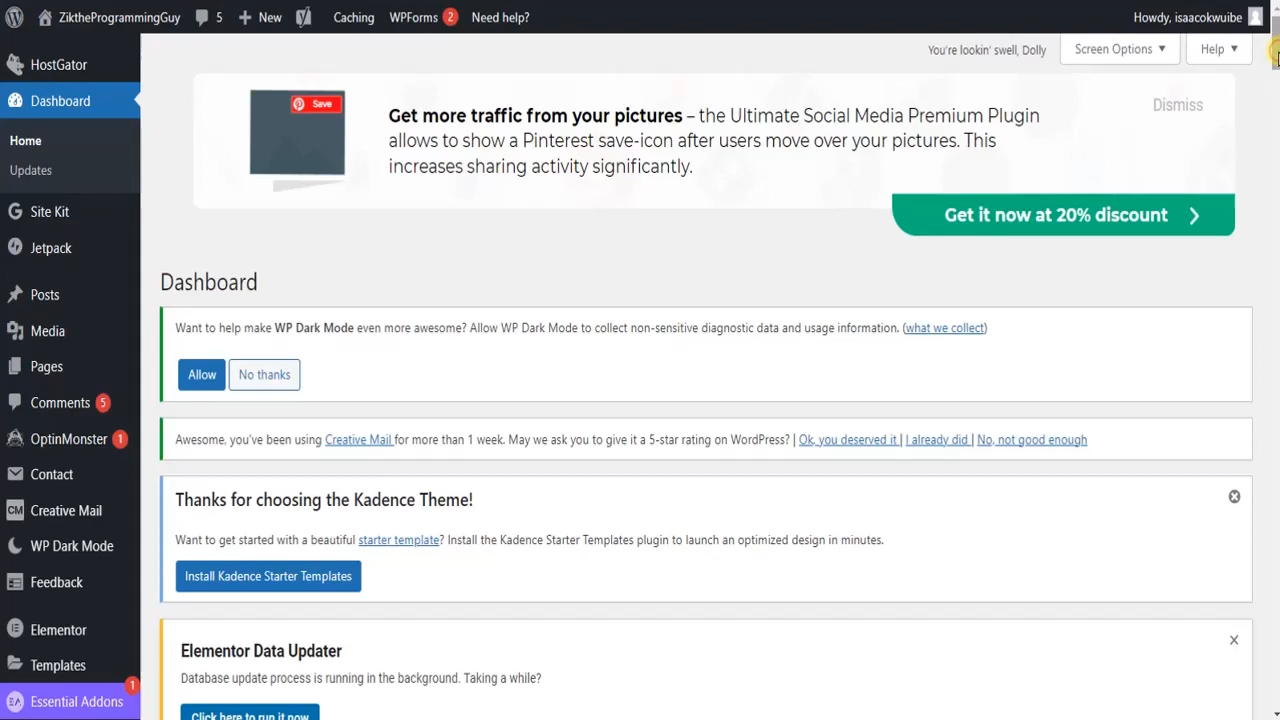 ZiktheProgrammingGuy 5 New Caching WPForms 2 Need help? Howdy, isaacokwuibe
You're lookin' swell, Dolly Screen Options Help
HostGator
Dashboard
Home
Updates
Site Kit
Jetpack
Posts
Media
Pages
Comments 5
OptinMonster 1
Contact
CM Creative Mail
WP Dark Mode
Feedback
Elementor
Templates
Essential Addons 1
Save
Get more traffic from your pictures – the Ultimate Social Media Premium Plugin
allows to show a Pinterest save-icon after users move over your pictures. This
increases sharing activity significantly.
Dismiss
Get it now at 20% discount
Dashboard
Want to help make WP Dark Mode even more awesome? Allow WP Dark Mode to collect non-sensitive diagnostic data and usage information. (what we collect)
Allow No thanks
Awesome, you've been using Creative Mail for more than 1 week. May we ask you to give it a 5-star rating on WordPress? | Ok, you deserved it | I already did | No, not good enough
Thanks for choosing the Kadence Theme!
Want to get started with a beautiful starter template? Install the Kadence Starter Templates plugin to launch an optimized design in minutes.
Install Kadence Starter Templates
Elementor Data Updater
Database update process is running in the background. Taking a while?
Click here to run it now